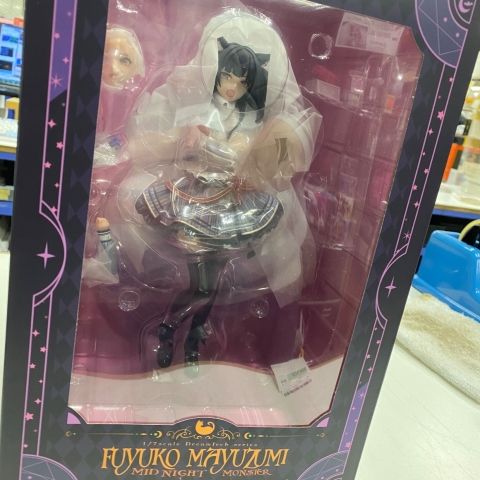 1/7scale DreamTech series
FUYUKO MAYUZUMI
MID NIGHT MONSTER